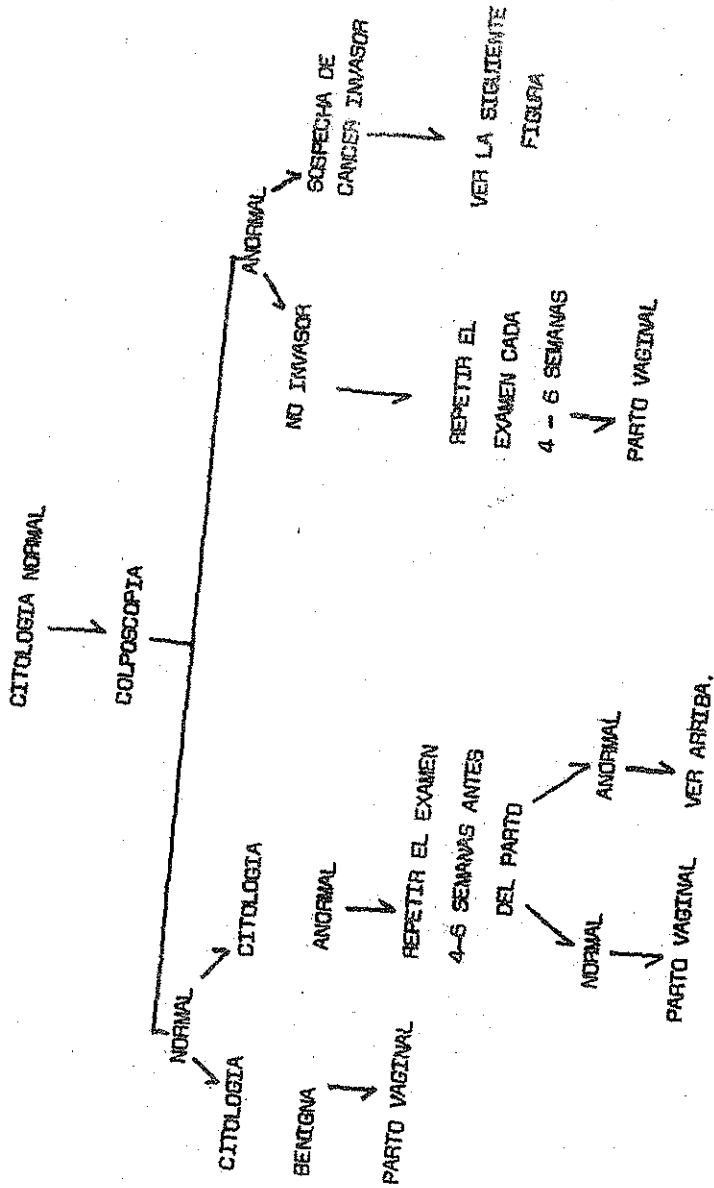 CITOLOGIA NORMAL
COLPOSCOPIA
NORMAL
CITOLOGIA
BENIGNA
PARTO VAGINAL
CITOLOGIA
ANORMAL
REPETIR EL EXAMEN
4-6 SEMANAS ANTES
DEL PARTO
NORMAL
PARTO VAGINAL
ANORMAL
VER ARRIBA.
ANORMAL
NO INVASOR
REPETIR EL
EXAMEN CADA
4 - 6 SEMANAS
PARTO VAGINAL
SOSPECHA DE
CANCER INVASOR
VER LA SIGUIENTE
FIGURA